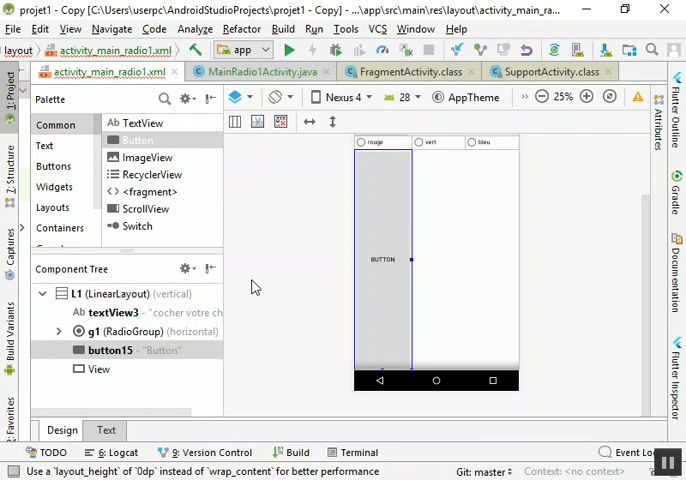 projet1 - Copy [C:\Users\userpc\AndroidStudioProjects\projet1 - Copy] - ...\app\src\main\res\layout\activity_main_ra...
File Edit View Navigate Code Analyze Refactor Build Run Tools VCS Window Help
layout activity_main_radio1.xml app
activity_main_radio1.xml MainRadio1Activity.java FragmentActivity.class SupportActivity.class
1: Project
7: Structure
Captures
Build Variants
2: Favorites
Palette
Common
Text
Buttons
Widgets
Layouts
Containers
TextView
Button
ImageView
RecyclerView
<fragment>
ScrollView
Switch
Nexus 4 28 AppTheme 25%
rouge vert bleu
BUTTON
Component Tree
L1 (LinearLayout) (vertical)
Ab textView3 - "cocher votre ch
g1 (RadioGroup) (horizontal)
button15 - "Button"
View
Design Text
Attributes
Flutter Outline
Gradle
Documentation
Flutter Inspector
TODO 6: Logcat 9: Version Control Build Terminal Event Lo
Use a `layout_height` of `0dp` instead of `wrap_content` for better performance Git: master Context: <no context>